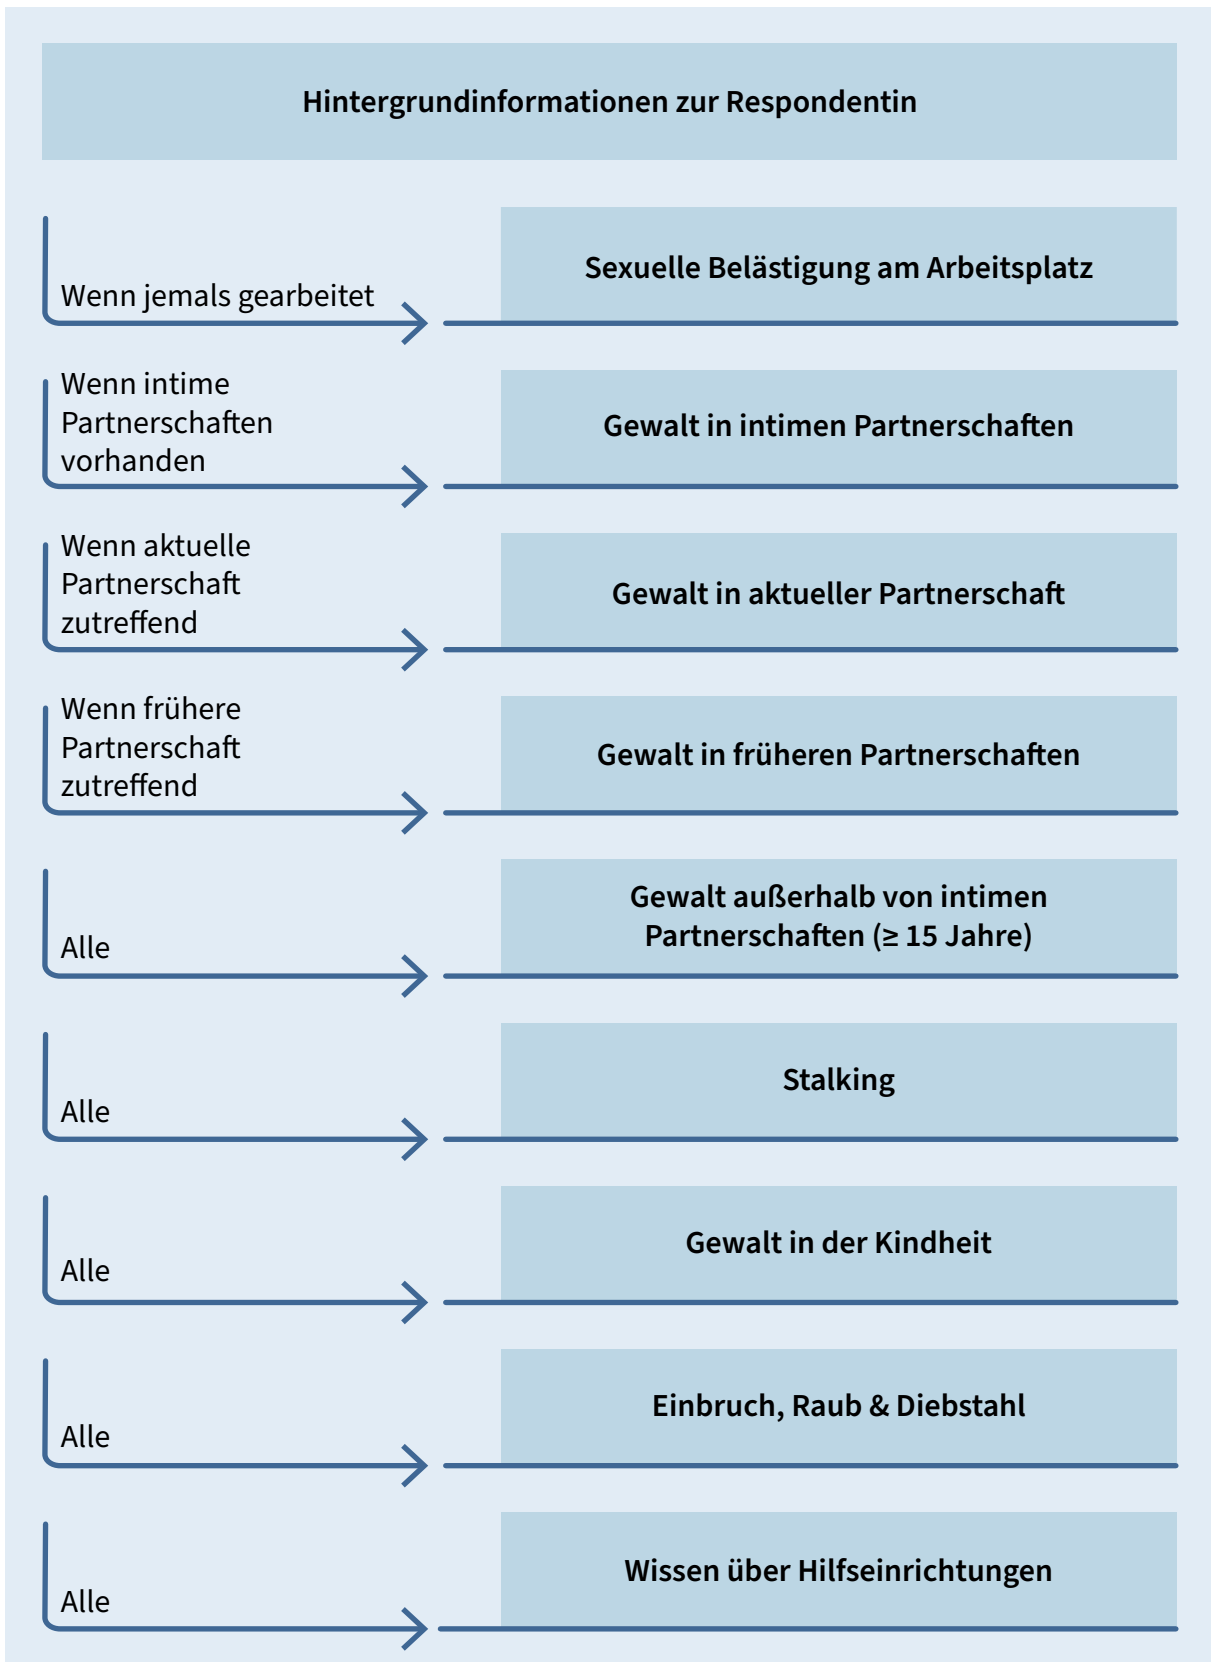 Hintergrundinformationen zur Respondentin
Wenn jemals gearbeitet
Sexuelle Belästigung am Arbeitsplatz
Wenn intime
Partnerschaften
vorhanden
Gewalt in intimen Partnerschaften
Wenn aktuelle
Partnerschaft
zutreffend
Gewalt in aktueller Partnerschaft
Wenn frühere
Partnerschaft
zutreffend
Gewalt in früheren Partnerschaften
Alle
Gewalt außerhalb von intimen
Partnerschaften (≥ 15 Jahre)
Alle
Stalking
Alle
Gewalt in der Kindheit
Alle
Einbruch, Raub & Diebstahl
Alle
Wissen über Hilfseinrichtungen